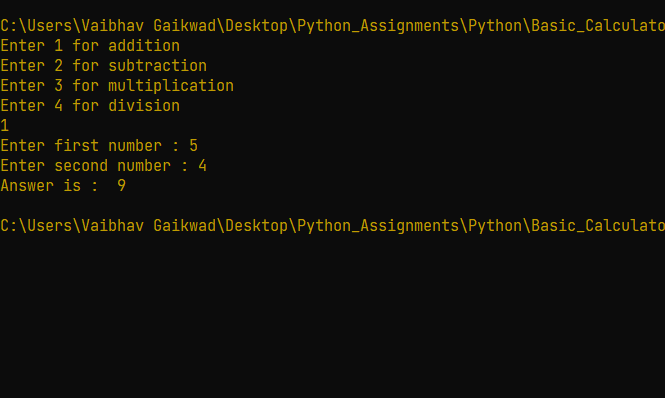 C:\Users\Vaibhav Gaikwad\Desktop\Python_Assignments\Python\Basic_Calculato
Enter 1 for addition
Enter 2 for subtraction
Enter 3 for multiplication
Enter 4 for division
1
Enter first number : 5
Enter second number : 4
Answer is :  9
C:\Users\Vaibhav Gaikwad\Desktop\Python_Assignments\Python\Basic_Calculato